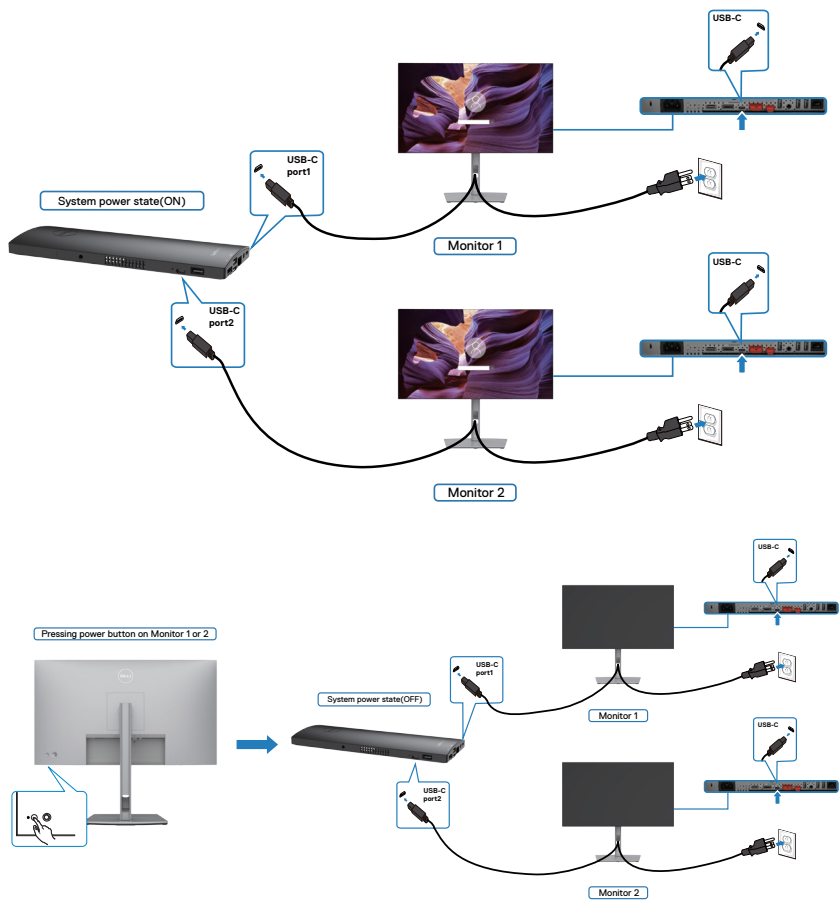 USB-C
USB-C
port1
System power state(ON)
Monitor 1
USB-C
USB-C
port2
Monitor 2
USB-C
Pressing power button on Monitor 1 or 2
DELL
USB-C
port1
System power state(OFF)
Monitor 1
USB-C
USB-C
port2
Monitor 2